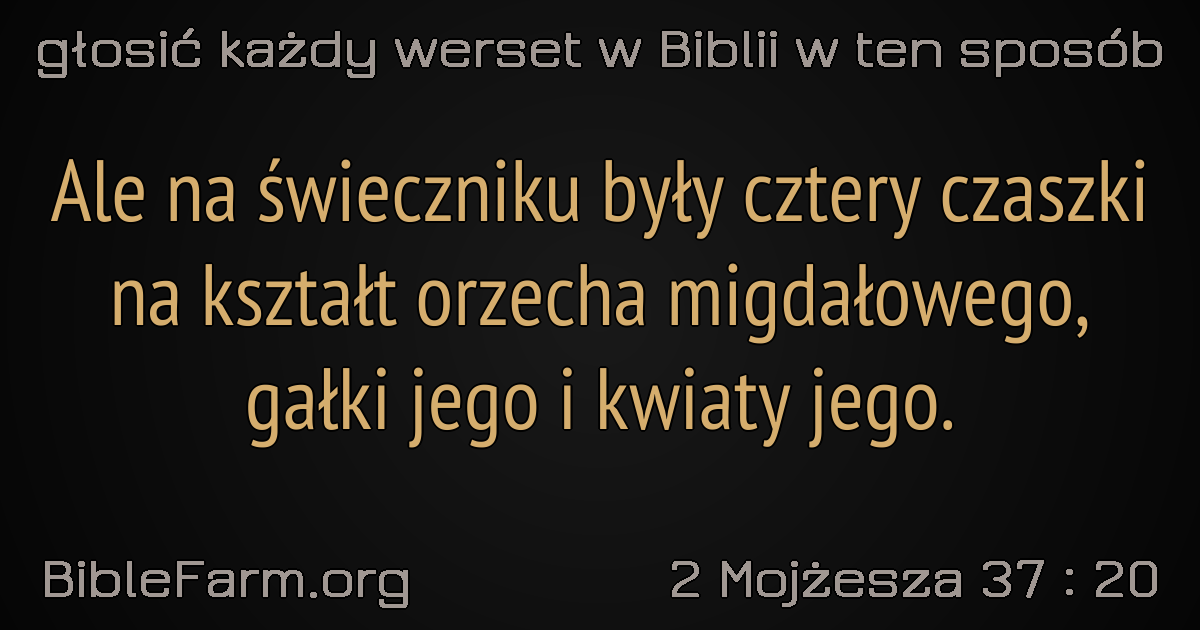 głosić każdy werset w Biblii w ten sposób
Ale na świeczniku były cztery czaszki
na kształt orzecha migdałowego,
gałki jego i kwiaty jego.
BibleFarm.org
2 Mojżesza 37 : 20